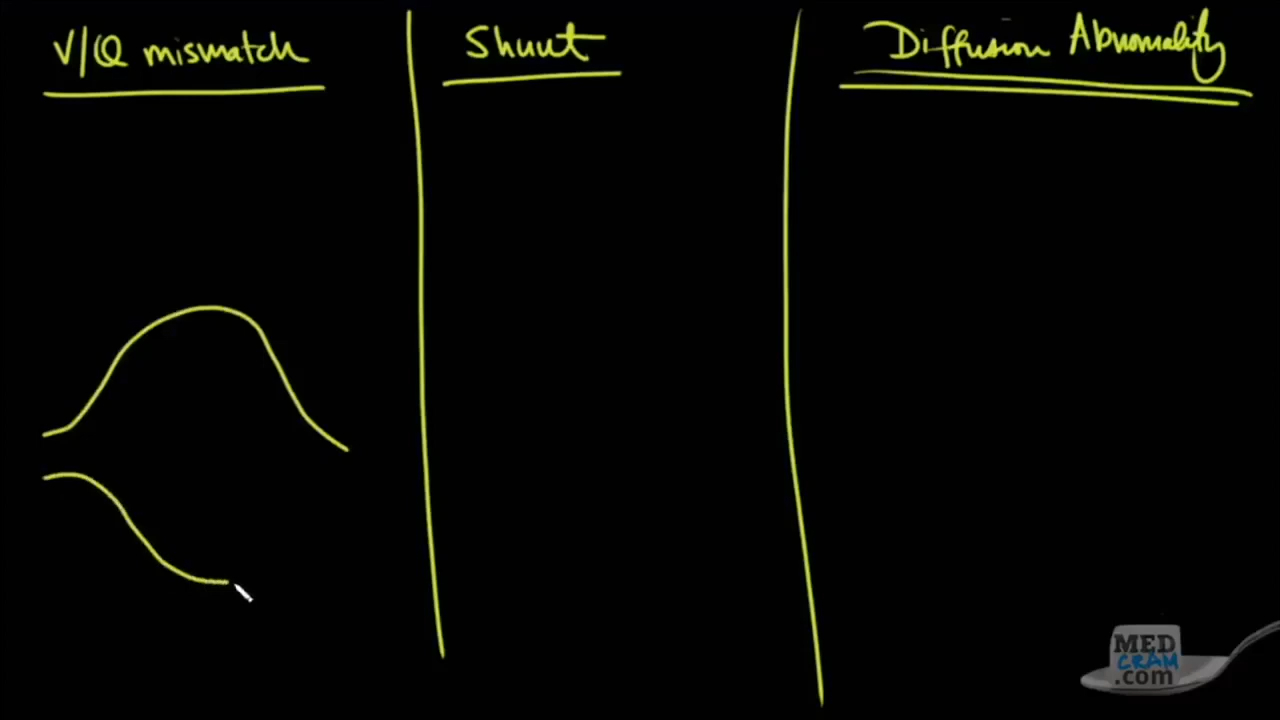 V/Q mismatch
Shunt
Diffusion Abnormality
MED
CRAM
.com